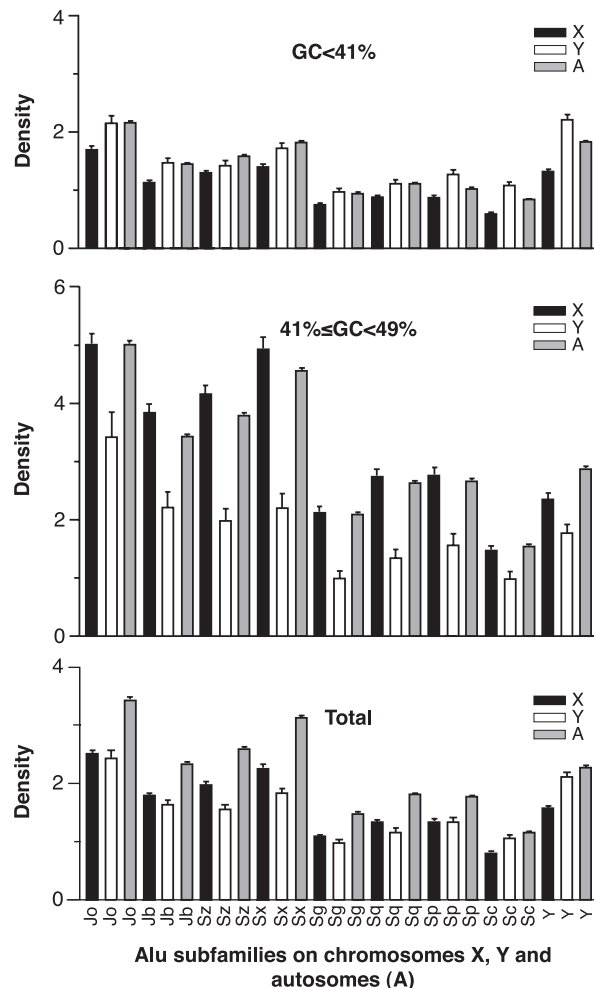 4
GC<41%
X
Y
A
Density
2
0
6
41%≤GC<49%
X
Y
A
Density
4
2
0
4
Total
X
Y
A
Density
2
0
Jo Jo Jo Jb Jb Jb Sz Sz Sz Sx Sx Sx Sg Sg Sg Sq Sq Sq Sp Sp Sp Sc Sc Sc Y Y Y
Alu subfamilies on chromosomes X, Y and
autosomes (A)